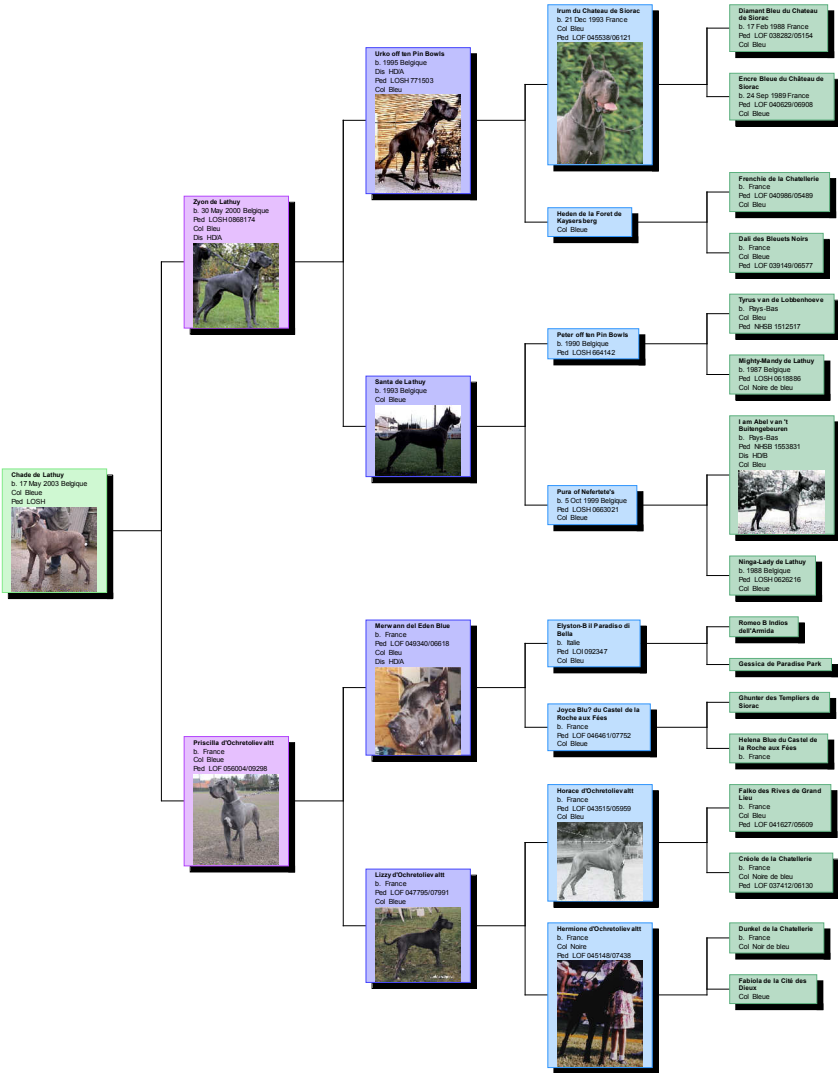 Chade de Lathuy
b. 17 May 2003 Belgique
Col Bleue
Ped LOSH
Zyon de Lathuy
b. 30 May 2000 Belgique
Ped LOSH 0868174
Col Bleu
Dis HD/A
Priscilla d'Ochretolievaltt
b. France
Col Bleue
Ped LOF 056004/09298
Urko off ten Pin Bowls
b. 1995 Belgique
Dis HD/A
Ped LOSH 771503
Col Bleu
Santa de Lathuy
b. 1993 Belgique
Col Bleue
Merwann del Eden Blue
b. France
Ped LOF 049340/06618
Col Bleu
Dis HD/A
Lizzy d'Ochretolievaltt
b. France
Ped LOF 047795/07991
Col Bleue
Irum du Chateau de Siorac
b. 21 Dec 1993 France
Col Bleu
Ped LOF 045538/06121
Heden de la Foret de
Kaysersberg
Col Bleue
Peter off ten Pin Bowls
b. 1990 Belgique
Ped LOSH 664142
Pura of Nefertete's
b. 5 Oct 1999 Belgique
Ped LOSH 0663021
Col Bleue
Elyston-B il Paradiso di
Bella
b. Italie
Ped LOI 092347
Col Bleu
Joyce Blu? du Castel de la
Roche aux Fées
b. France
Ped LOF 046461/07752
Col Bleue
Horace d'Ochretolievaltt
b. France
Ped LOF 043515/05959
Col Bleu
Hermione d'Ochretolievaltt
b. France
Col Noire
Ped LOF 045148/07438
Diamant Bleu du Chateau
de Siorac
b. 17 Feb 1988 France
Ped LOF 038282/05154
Col Bleu
Encre Bleue du Château de
Siorac
b. 24 Sep 1989 France
Ped LOF 040629/06908
Col Bleue
Frenchie de la Chatellerie
b. France
Ped LOF 040986/05489
Col Bleu
Dali des Bleuets Noirs
b. France
Col Bleue
Ped LOF 039149/06577
Tyrus van de Lobbenhoeve
b. Pays-Bas
Col Bleu
Ped NHSB 1512517
Mighty-Mandy de Lathuy
b. 1987 Belgique
Ped LOSH 0618886
Col Noire de bleu
I am Abel van 't
Buitengebeuren
b. Pays-Bas
Ped NHSB 1553831
Dis HD/B
Col Bleu
Ninga-Lady de Lathuy
b. 1988 Belgique
Ped LOSH 0626216
Col Bleue
Romeo B Indios
dell'Armida
Gessica de Paradise Park
Ghunter des Templiers de
Siorac
Helena Blue du Castel de
la Roche aux Fées
b. France
Falko des Rives de Grand
Lieu
b. France
Col Bleu
Ped LOF 041627/05609
Créole de la Chatellerie
b. France
Col Noire de bleu
Ped LOF 037412/06130
Dunkel de la Chatellerie
b. France
Col Noir de bleu
Fabiola de la Cité des
Dieux
Col Bleue